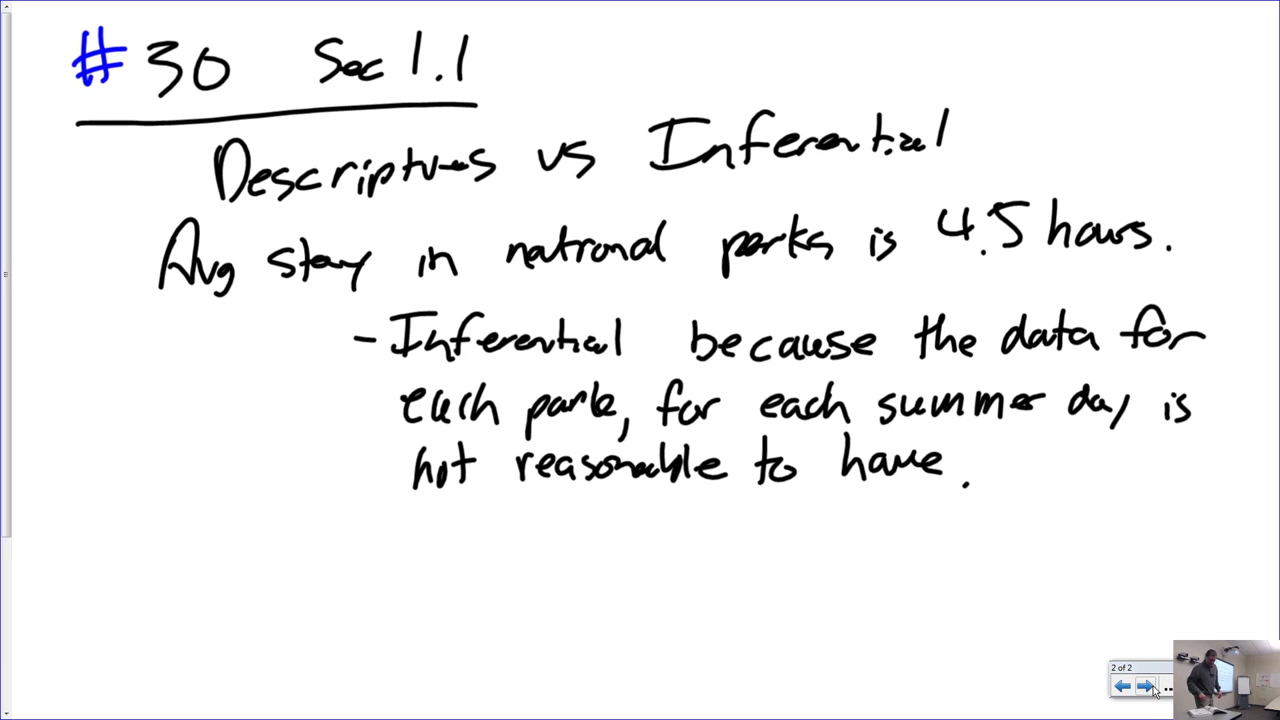 #30 Sec 1.1
Descriptives vs Inferential
Avg stay in national parks is 4.5 hours.
- Inferential because the data for
each park, for each summer day is
not reasonable to have.
2 of 2